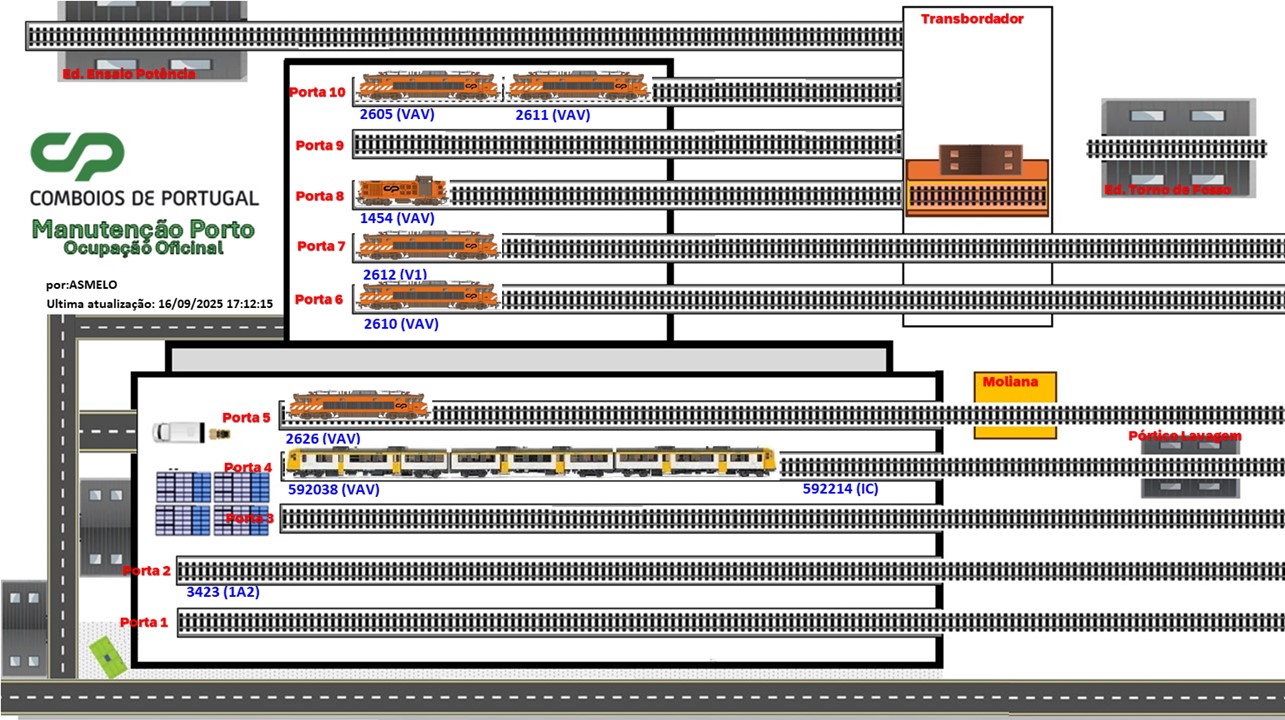 Transbordador
Ed. Ensaio Potência
Porta 10
2605 (VAV)
2611 (VAV)
Porta 9
CP
COMBOIOS DE PORTUGAL
Manutenção Porto
Ocupação Oficinal
Porta 8
1454 (VAV)
Ed. Torno de Fosso
Porta 7
2612 (V1)
por:ASMELO
Ultima atualização: 16/09/2025 17:12:15
Porta 6
2610 (VAV)
Moliana
Porta 5
2626 (VAV)
Pórtico Lavagem
Porta 4
592038 (VAV)
592214 (IC)
Porta 3
Porta 2
3423 (1A2)
Porta 1